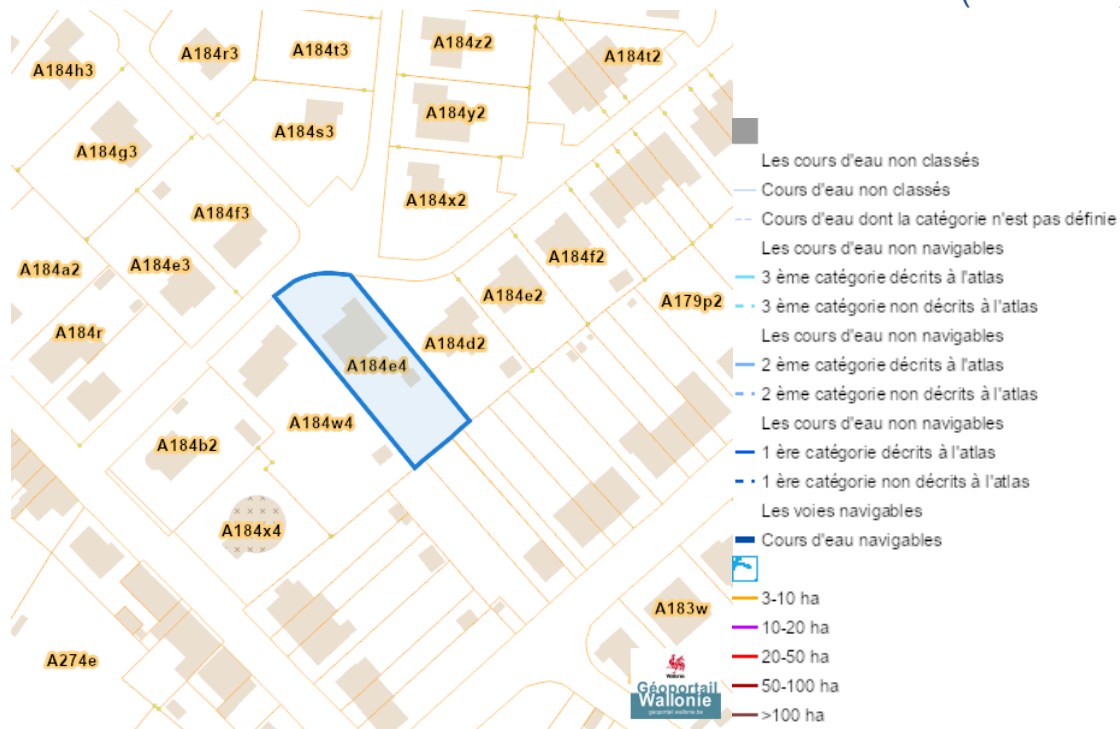 (
A184h3
A184r3
A184t3
A184z2
A184t2
A184s3
A184y2
A184g3
A184x2
A184f3
A184f2
A184a2
A184e3
A184e2
A179p2
A184r
A184d2
A184e4
A184w4
A184b2
A184x4
A183w
A274e
Wallonie
Géoportail
Wallonie
geoportail.wallonie.be
Les cours d'eau non classés
Cours d'eau non classés
Cours d'eau dont la catégorie n'est pas définie
Les cours d'eau non navigables
3 ème catégorie décrits à l'atlas
3 ème catégorie non décrits à l'atlas
Les cours d'eau non navigables
2 ème catégorie décrits à l'atlas
2 ème catégorie non décrits à l'atlas
Les cours d'eau non navigables
1 ère catégorie décrits à l'atlas
1 ère catégorie non décrits à l'atlas
Les voies navigables
Cours d'eau navigables
3-10 ha
10-20 ha
20-50 ha
50-100 ha
>100 ha